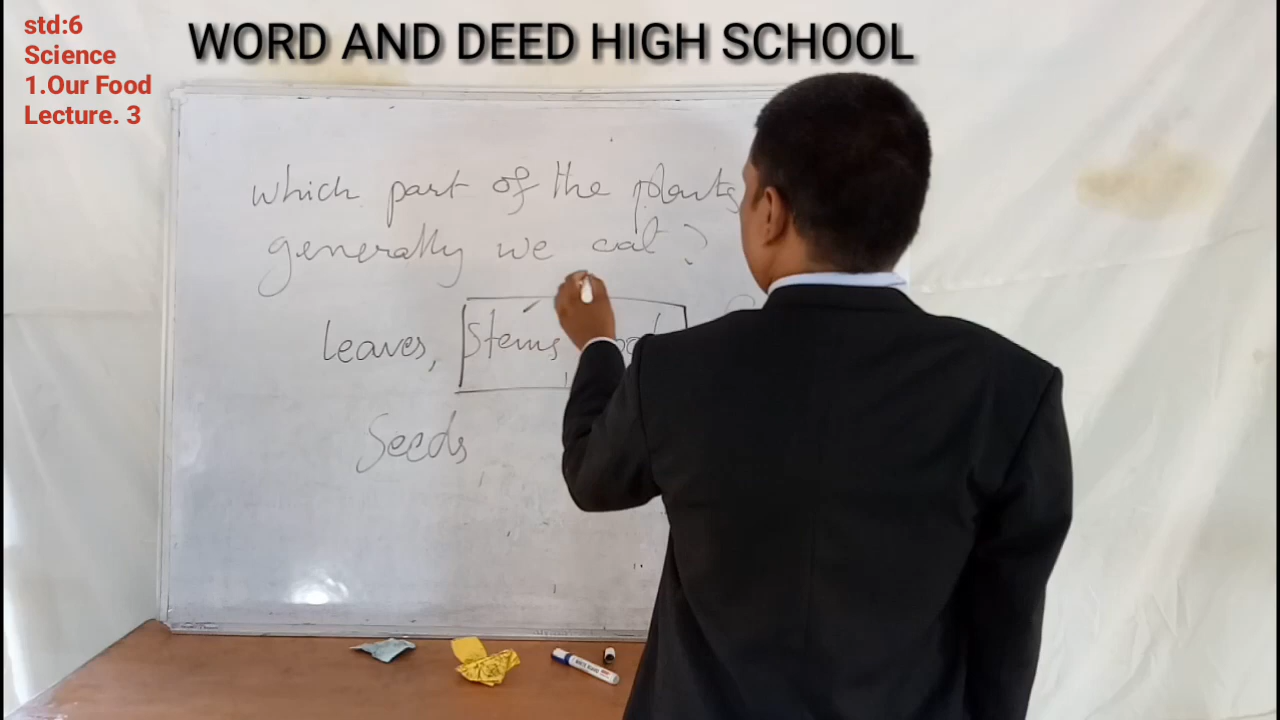 std:6
Science
1.Our Food
Lecture. 3
WORD AND DEED HIGH SCHOOL
which part of the plants
generally we eat ?
leaves, Stems
Seeds